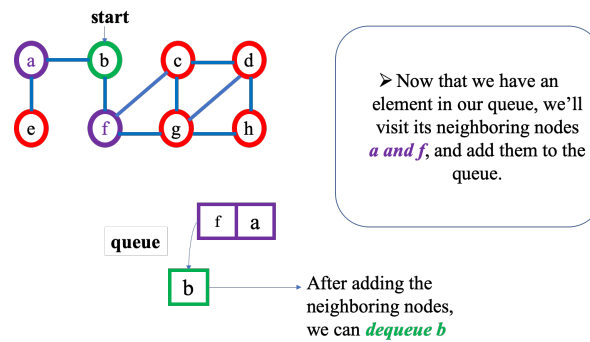 start
a b c d
e f g h
➢ Now that we have an
element in our queue, we’ll
visit its neighboring nodes
a and f, and add them to the
queue.
f a
queue
b
After adding the
neighboring nodes,
we can dequeue b